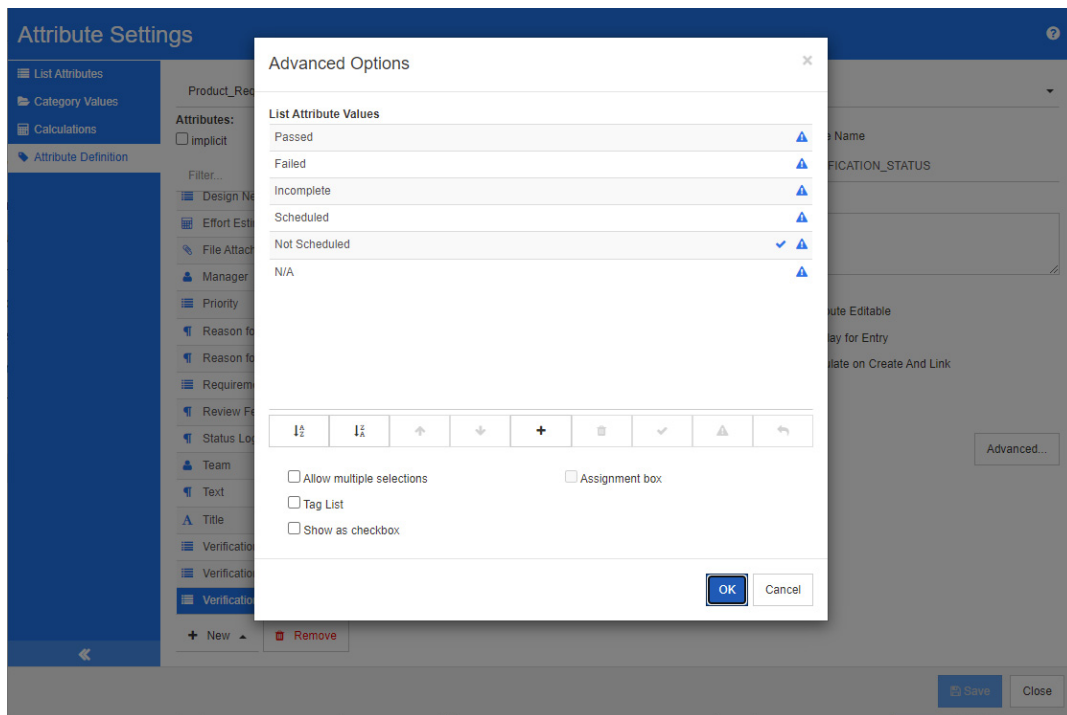 Attribute Settings
List Attributes
Category Values
Calculations
Attribute Definition
Product_Req
Attributes:
implicit
Filter...
Design Ne
Effort Esti
File Attach
Manager
Priority
Reason fo
Reason fo
Requirem
Review Fe
Status Log
Team
Text
Title
Verification
Verification
Verification
New
Remove
Advanced Options
List Attribute Values
Passed
Failed
Incomplete
Scheduled
Not Scheduled
N/A
Allow multiple selections
Assignment box
Tag List
Show as checkbox
OK
Cancel
Name
FICATION_STATUS
ute Editable
lay for Entry
ulate on Create And Link
Advanced...
Save
Close